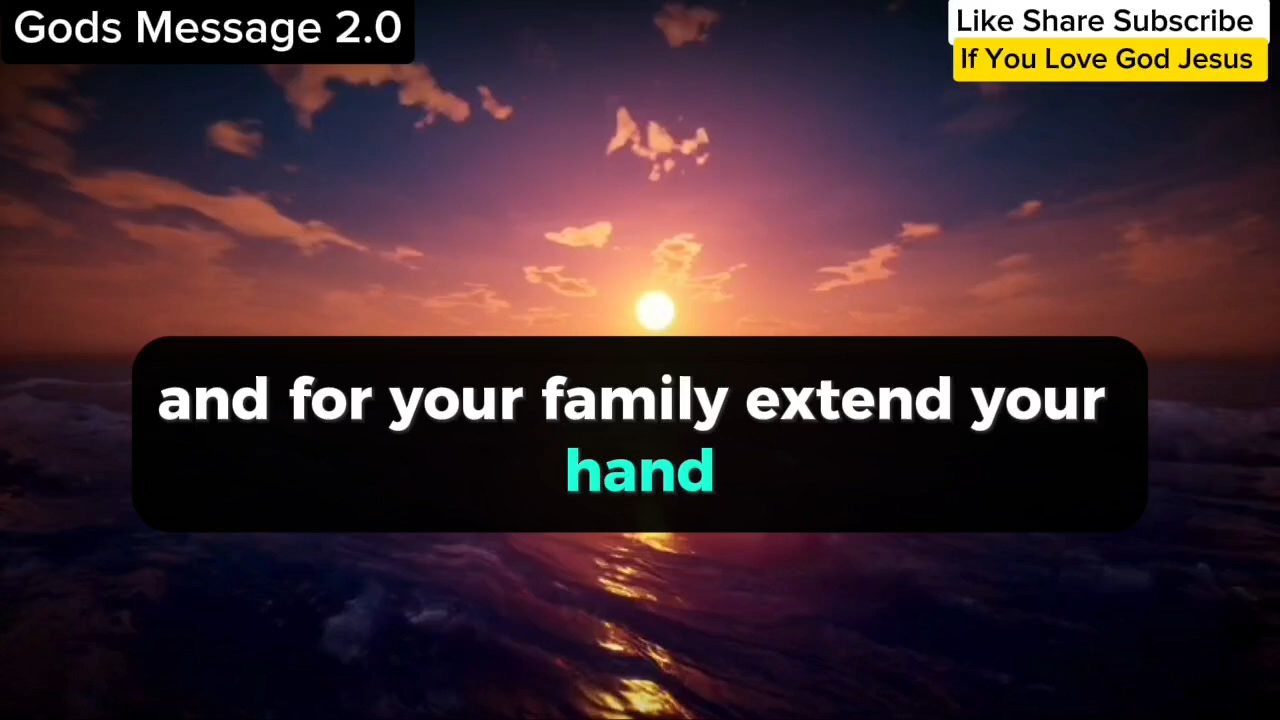 Gods Message 2.0
Like Share Subscribe
If You Love God Jesus
and for your family extend your
hand